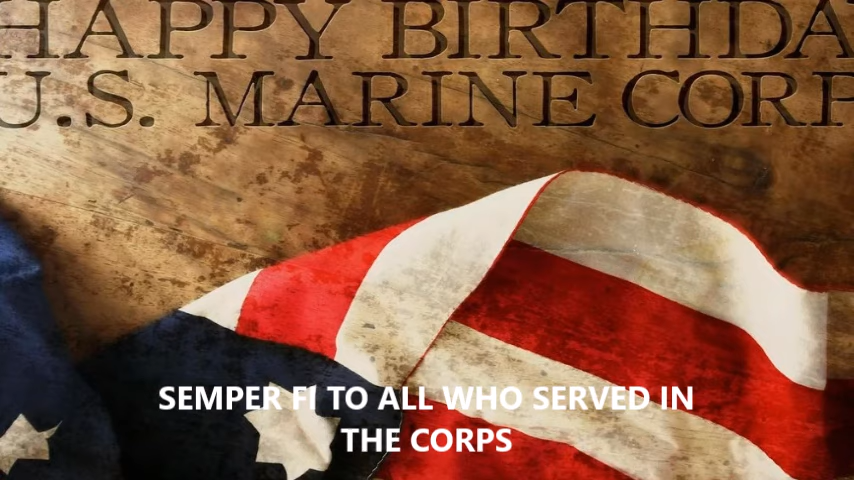 HAPPY BIRTHDA
U.S. MARINE CORP
SEMPER FI TO ALL WHO SERVED IN
THE CORPS